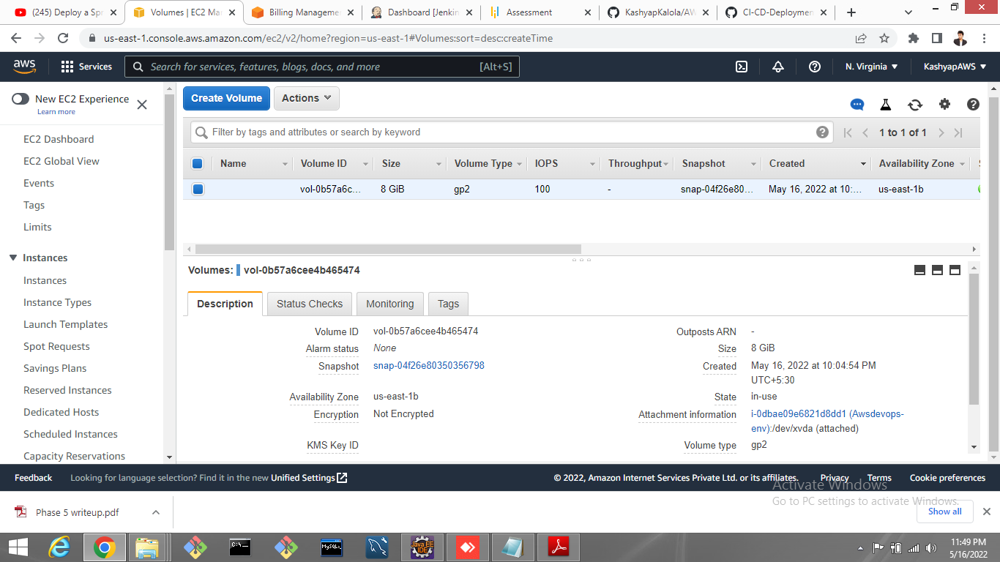 (245) Deploy a Spr
Volumes | EC2 Ma
Billing Manageme
Dashboard [Jenkin
Assessment
KashyapKalola/AW
CI-CD-Deploymen
us-east-1.console.aws.amazon.com/ec2/v2/home?region=us-east-1#Volumes:sort=desc:createTime
aws
Services
Search for services, features, blogs, docs, and more
[Alt+S]
N. Virginia
KashyapAWS
New EC2 Experience
Learn more
EC2 Dashboard
EC2 Global View
Events
Tags
Limits
Instances
Instances
Instance Types
Launch Templates
Spot Requests
Savings Plans
Reserved Instances
Dedicated Hosts
Scheduled Instances
Capacity Reservations
Create Volume
Actions
Filter by tags and attributes or search by keyword
1 to 1 of 1
Name Volume ID Size Volume Type IOPS Throughput Snapshot Created Availability Zone
vol-0b57a6c... 8 GiB gp2 100 - snap-04f26e80... May 16, 2022 at 10:... us-east-1b
Volumes: vol-0b57a6cee4b465474
Description
Status Checks
Monitoring
Tags
Volume ID vol-0b57a6cee4b465474
Alarm status None
Snapshot snap-04f26e80350356798
Availability Zone us-east-1b
Encryption Not Encrypted
KMS Key ID
Outposts ARN -
Size 8 GiB
Created May 16, 2022 at 10:04:54 PM
UTC+5:30
State in-use
Attachment information i-0dbae09e6821d8dd1 (Awsdevops-
env):/dev/xvda (attached)
Volume type gp2
Feedback
Looking for language selection? Find it in the new Unified Settings
© 2022, Amazon Internet Services Private Ltd. or its affiliates.
Privacy
Terms
Cookie preferences
Activate Windows
Go to PC settings to activate Windows.
Phase 5 writeup.pdf
Show all
C:\_
MySQL
Java EE
IDE
11:49 PM
5/16/2022